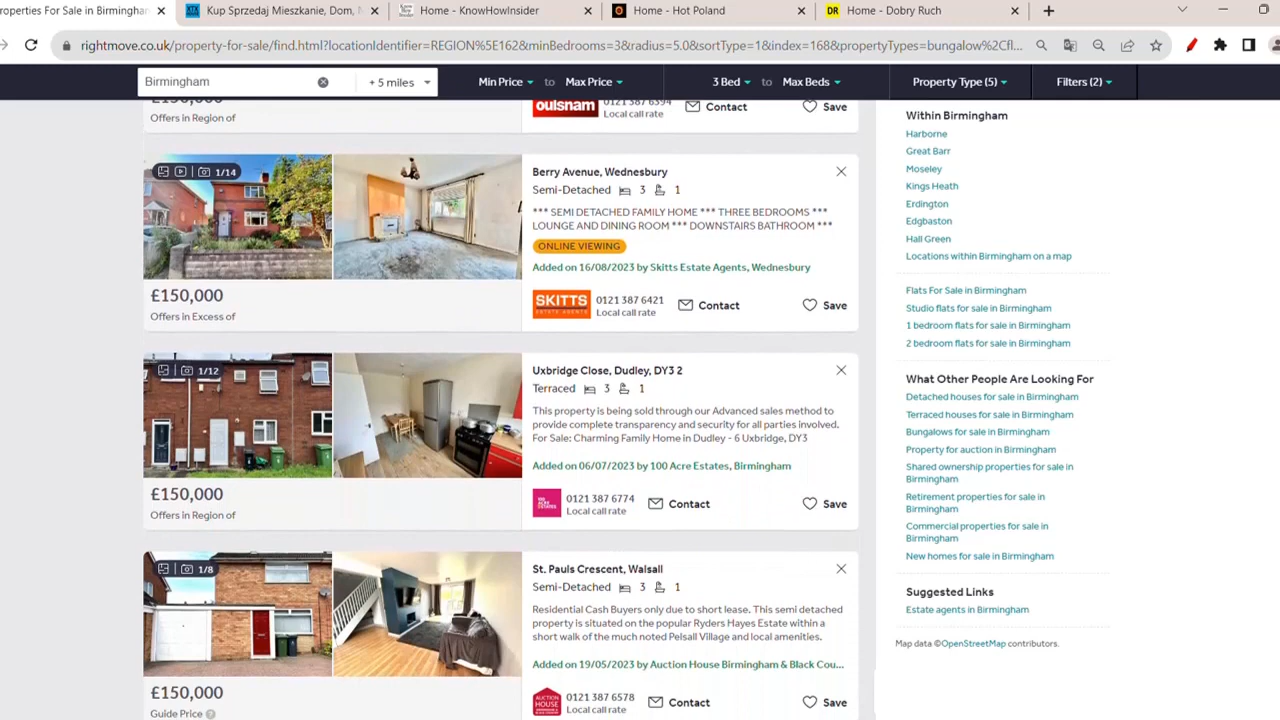 roperties For Sale in Birmingham
Kup Sprzedaj Mieszkanie, Dom,
Home - KnowHowInsider
Home - Hot Poland
DR Home - Dobry Ruch
rightmove.co.uk/property-for-sale/find.html?locationIdentifier=REGION%5E162&minBedrooms=3&radius=5.0&sortType=1&index=168&propertyTypes=bungalow%2Cfl...
Birmingham
+ 5 miles
Min Price to Max Price
3 Bed to Max Beds
Property Type (5)
Filters (2)
Offers in Region of
oulsnam
0121 387 6394
Local call rate
Contact
Save
1/14
£150,000
Offers in Excess of
Berry Avenue, Wednesbury
Semi-Detached 3 1
*** SEMI DETACHED FAMILY HOME *** THREE BEDROOMS ***
LOUNGE AND DINING ROOM *** DOWNSTAIRS BATHROOM ***
ONLINE VIEWING
Added on 16/08/2023 by Skitts Estate Agents, Wednesbury
SKITTS
ESTATE AGENTS
0121 387 6421
Local call rate
Contact
Save
1/12
£150,000
Offers in Region of
Uxbridge Close, Dudley, DY3 2
Terraced 3 1
This property is being sold through our Advanced sales method to
provide complete transparency and security for all parties involved.
For Sale: Charming Family Home in Dudley - 6 Uxbridge, DY3
Added on 06/07/2023 by 100 Acre Estates, Birmingham
0121 387 6774
Local call rate
Contact
Save
1/8
£150,000
Guide Price
St. Pauls Crescent, Walsall
Semi-Detached 3 1
Residential Cash Buyers only due to short lease. This semi detached
property is situated on the popular Ryders Hayes Estate within a
short walk of the much noted Pelsall Village and local amenities.
Added on 19/05/2023 by Auction House Birmingham & Black Cou...
AUCTION
HOUSE
0121 387 6578
Local call rate
Contact
Save
Within Birmingham
Harborne
Great Barr
Moseley
Kings Heath
Erdington
Edgbaston
Hall Green
Locations within Birmingham on a map
Flats For Sale in Birmingham
Studio flats for sale in Birmingham
1 bedroom flats for sale in Birmingham
2 bedroom flats for sale in Birmingham
What Other People Are Looking For
Detached houses for sale in Birmingham
Terraced houses for sale in Birmingham
Bungalows for sale in Birmingham
Property for auction in Birmingham
Shared ownership properties for sale in
Birmingham
Retirement properties for sale in
Birmingham
Commercial properties for sale in
Birmingham
New homes for sale in Birmingham
Suggested Links
Estate agents in Birmingham
Map data ©OpenStreetMap contributors.